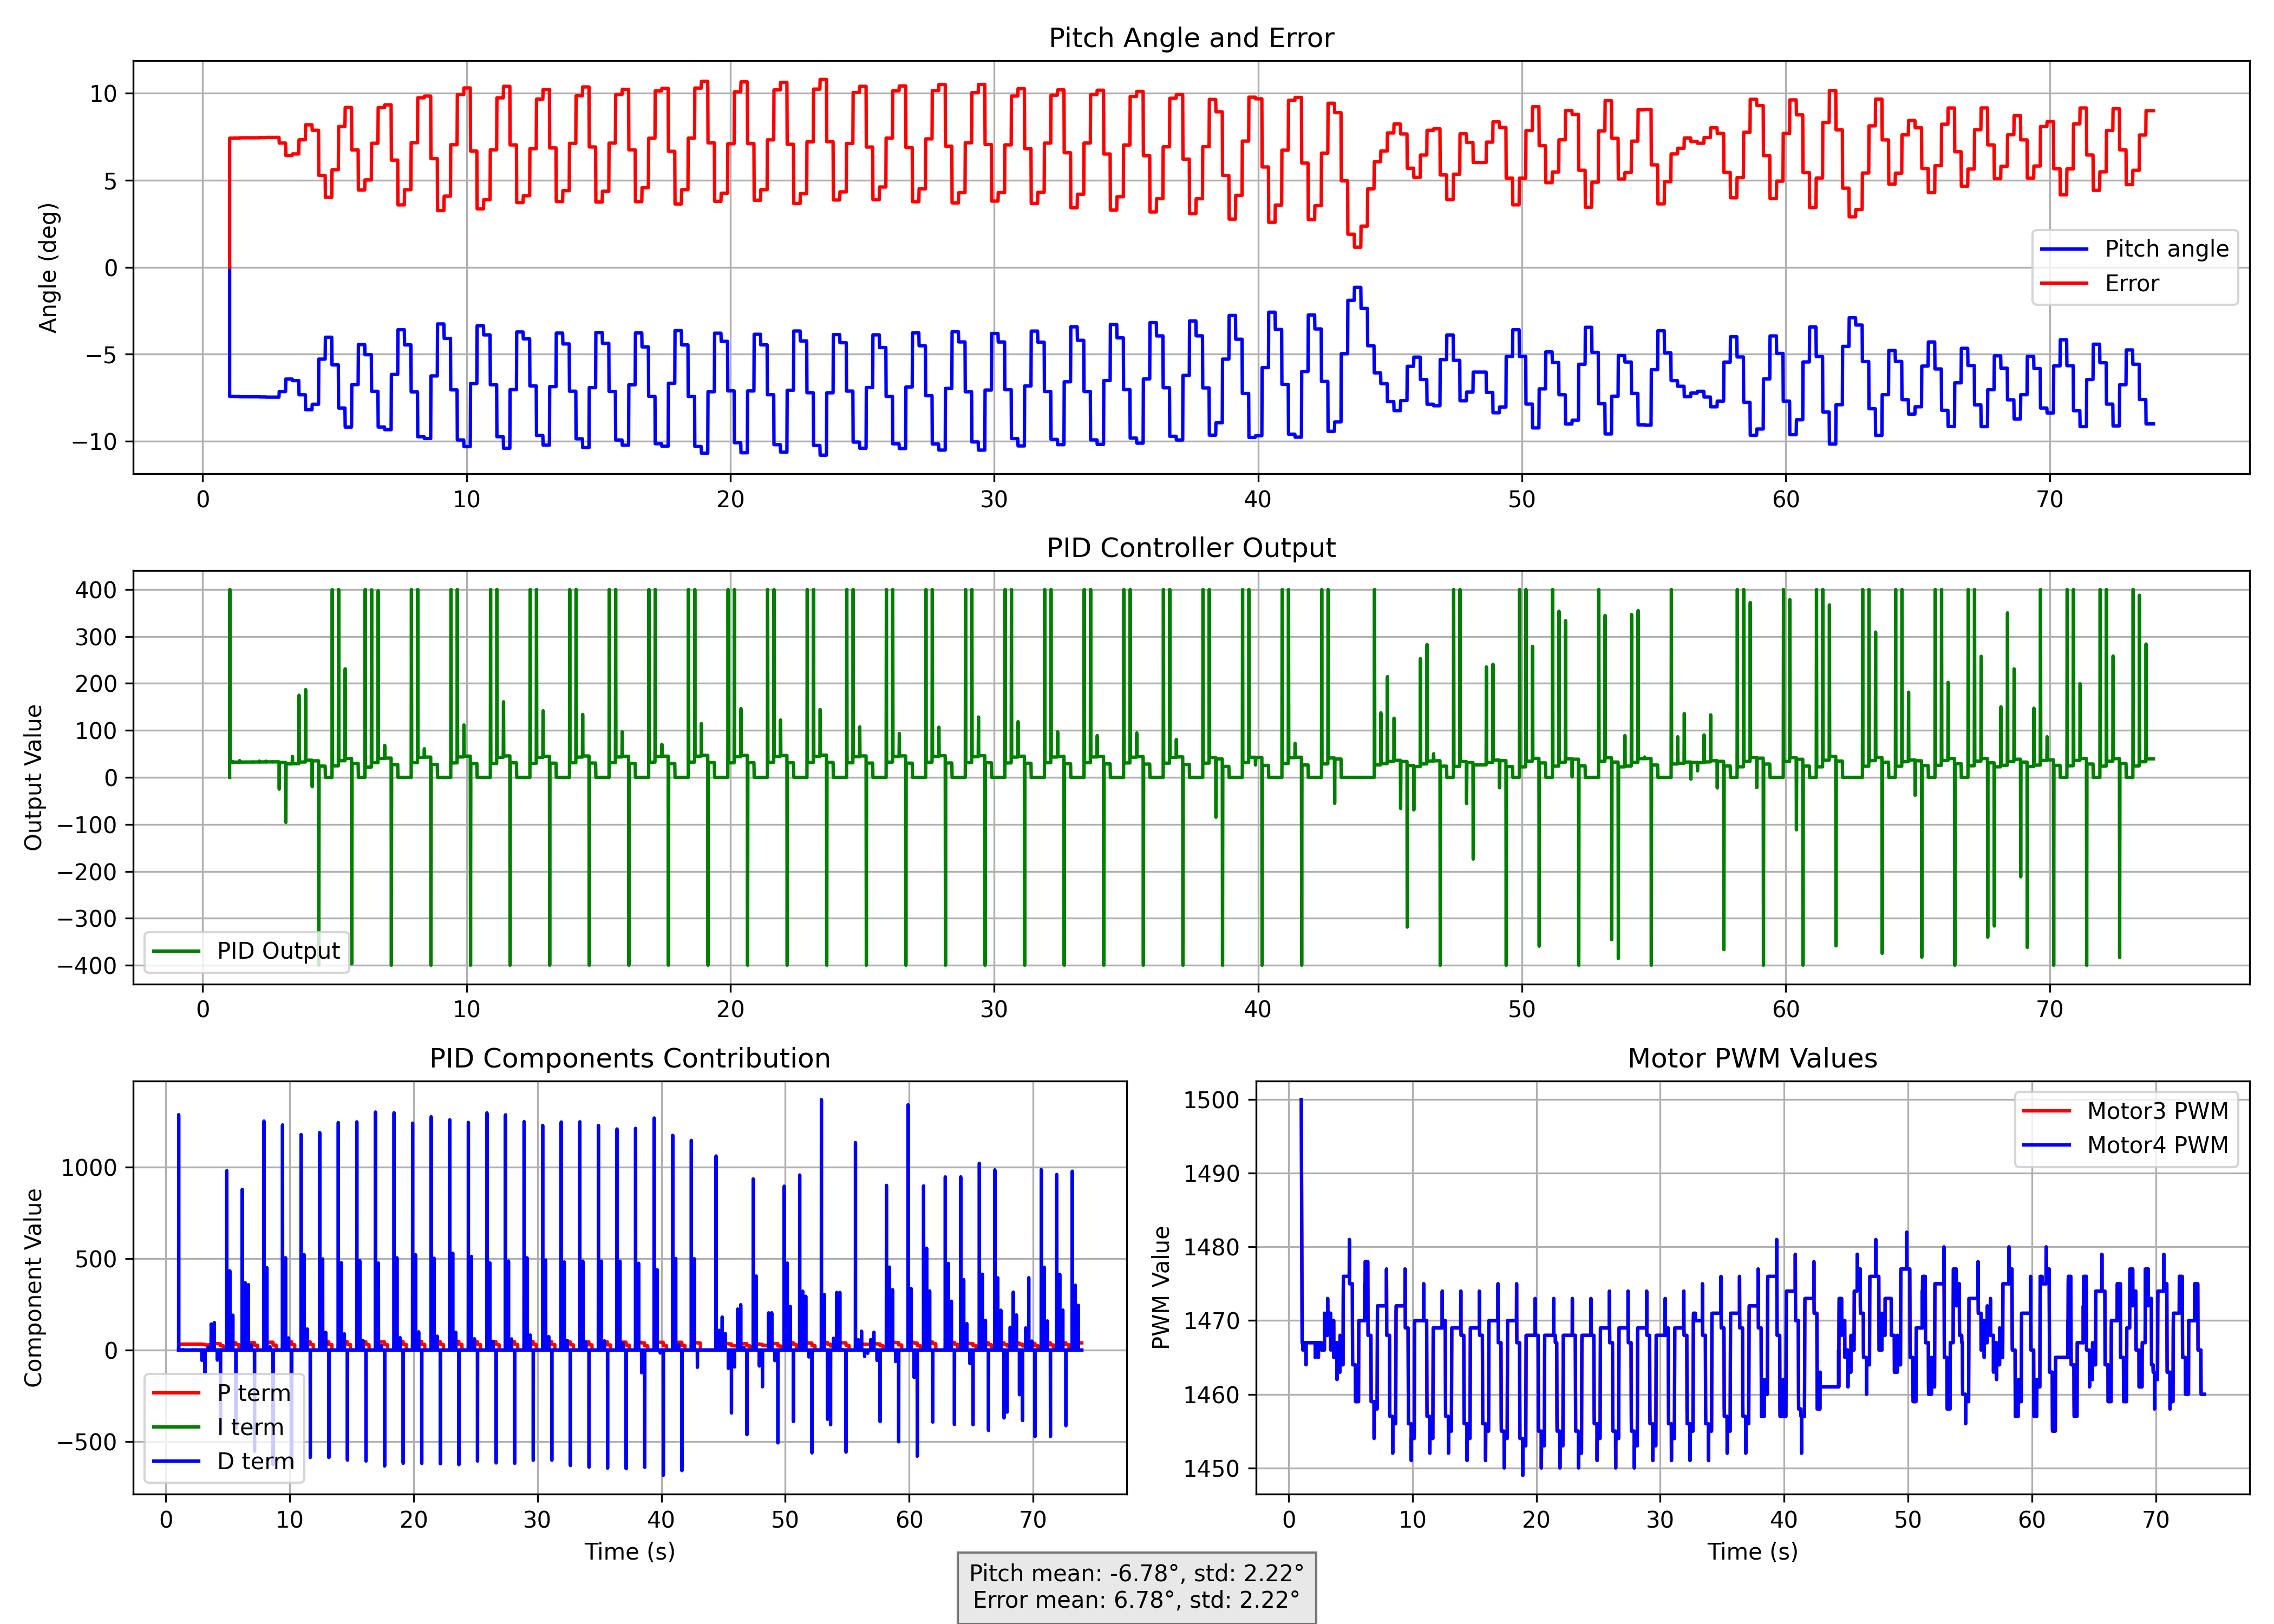 Pitch Angle and Error
Angle (deg)
10
5
0
−5
−10
Pitch angle
Error
0 10 20 30 40 50 60 70
PID Controller Output
Output Value
400
300
200
100
0
−100
−200
−300
−400
PID Output
0 10 20 30 40 50 60 70
PID Components Contribution
Component Value
1000
500
0
−500
P term
I term
D term
0 10 20 30 40 50 60 70
Time (s)
Motor PWM Values
PWM Value
1500
1490
1480
1470
1460
1450
Motor3 PWM
Motor4 PWM
0 10 20 30 40 50 60 70
Time (s)
Pitch mean: -6.78°, std: 2.22°
Error mean: 6.78°, std: 2.22°